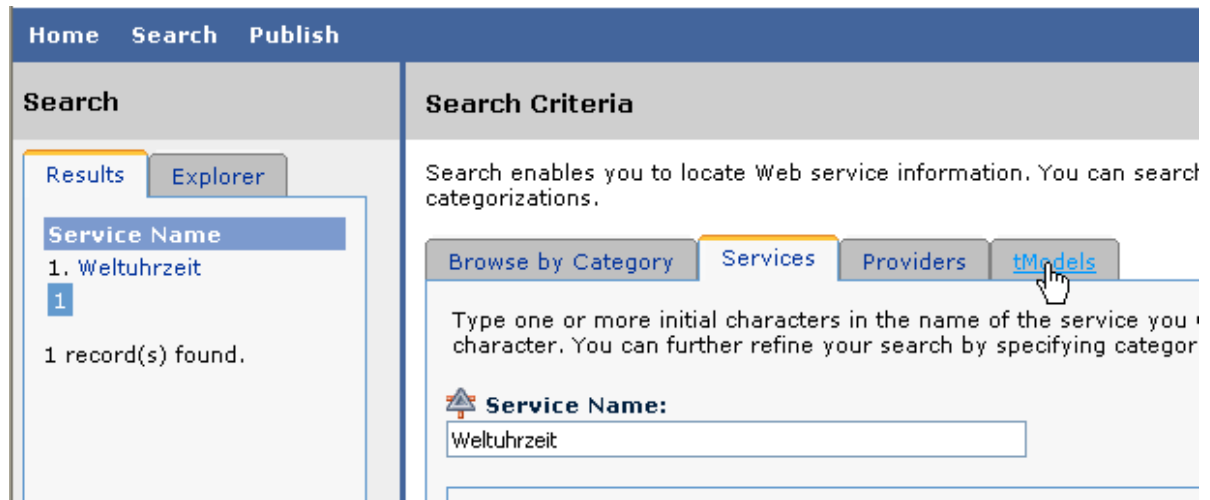 Home Search Publish
Search
Results Explorer
Service Name
1. Weltuhrzeit
1
1 record(s) found.
Search Criteria
Search enables you to locate Web service information. You can search
categorizations.
Browse by Category Services Providers tModels
Type one or more initial characters in the name of the service you
character. You can further refine your search by specifying categor
Service Name:
Weltuhrzeit